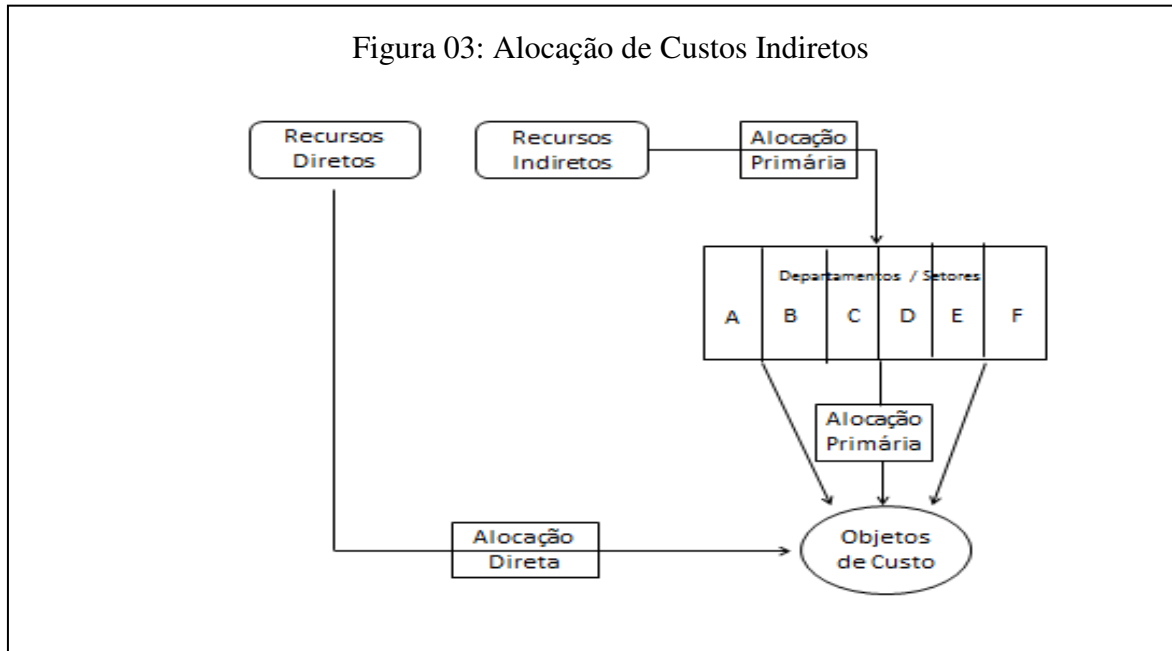 Figura 03: Alocação de Custos Indiretos
Recursos
Diretos
Recursos
Indiretos
Alocação
Primária
Departamentos / Setores
A B C D E F
Alocação
Primária
Alocação
Direta
Objetos
de Custo